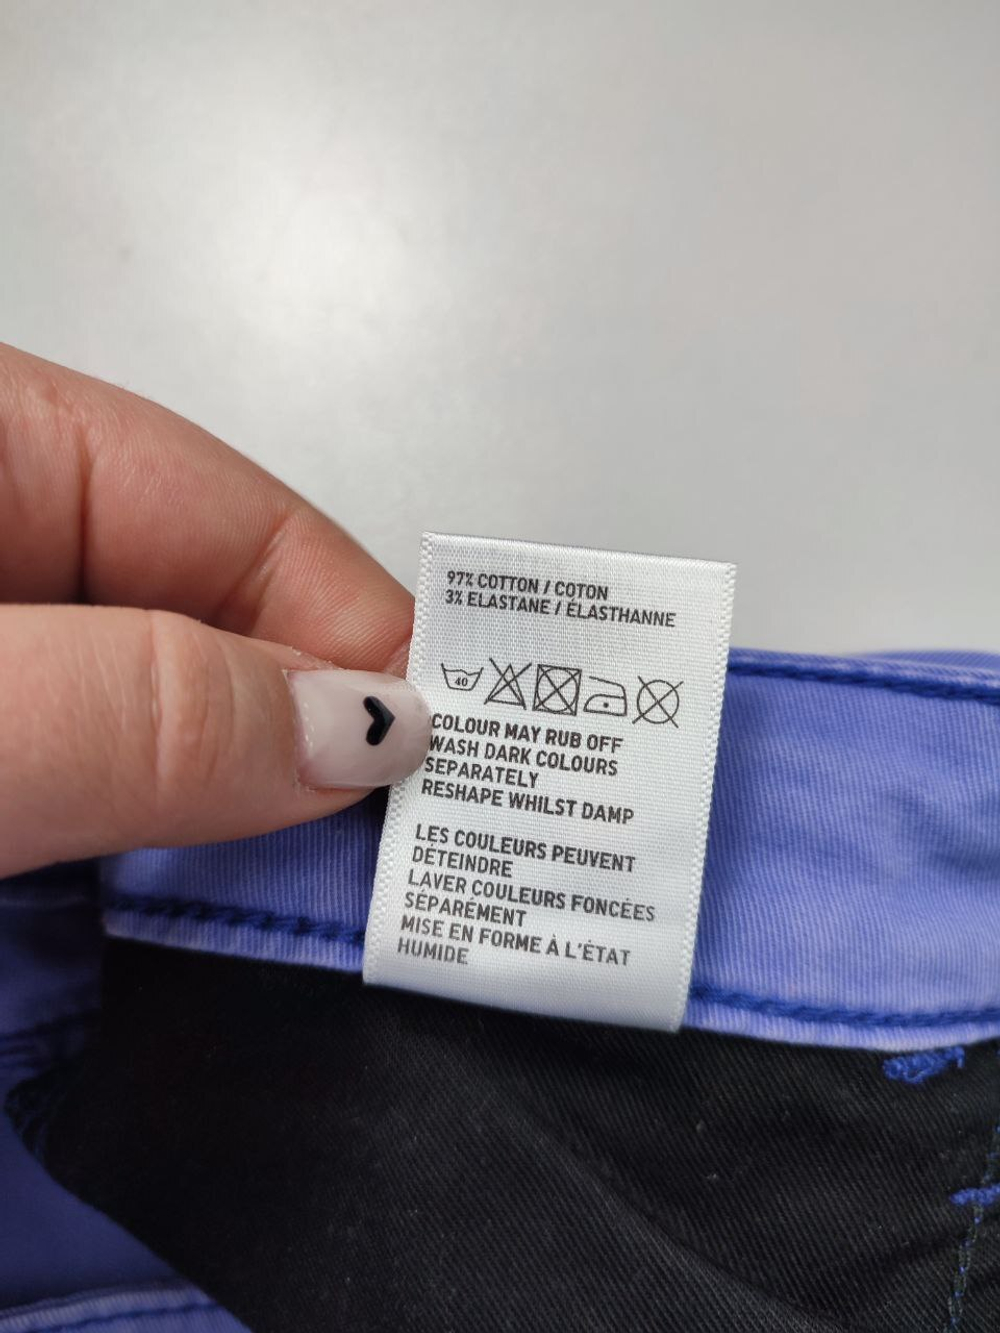 97% COTTON / COTON
3% ELASTANE / ÉLASTHANNE
40
COLOUR MAY RUB OFF
WASH DARK COLOURS
SEPARATELY
RESHAPE WHILST DAMP
LES COULEURS PEUVENT
DÉTEINDRE
LAVER COULEURS FONCÉES
SÉPARÉMENT
MISE EN FORME À L'ÉTAT
HUMIDE